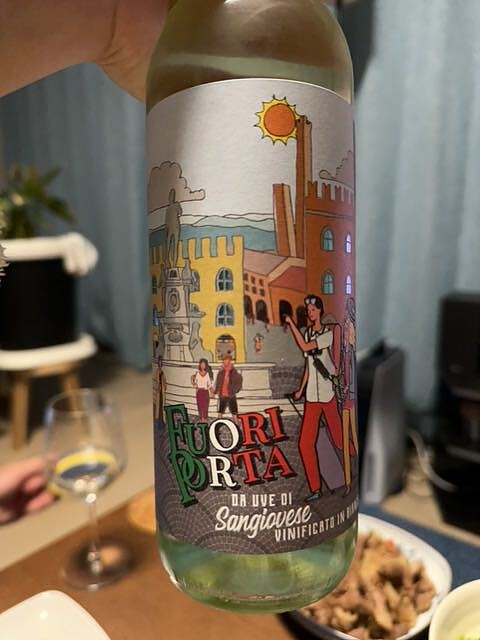 FUORI
PORTA
DA UVE DI
Sangiovese
VINIFICATO IN